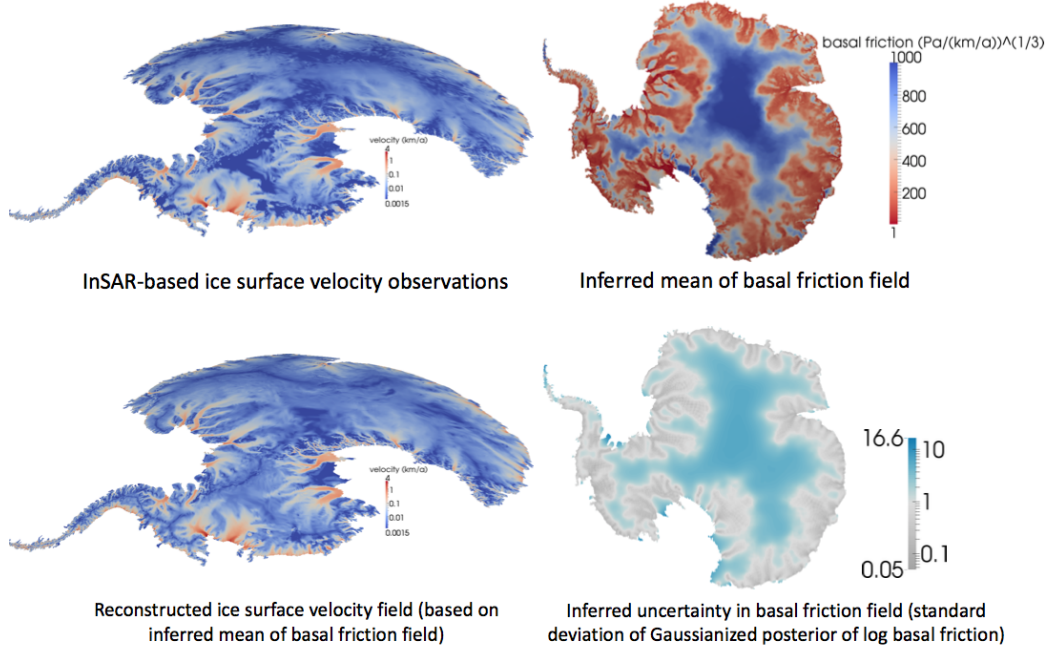 velocity (km/a)
4
1
0.1
0.01
0.0015
InSAR-based ice surface velocity observations
basal friction (Pa/(km/a))^(1/3)
1000
800
600
400
200
1
Inferred mean of basal friction field
velocity (km/a)
4
1
0.1
0.01
0.0015
Reconstructed ice surface velocity field (based on
inferred mean of basal friction field)
16.6
10
1
0.1
0.05
Inferred uncertainty in basal friction field (standard
deviation of Gaussianized posterior of log basal friction)